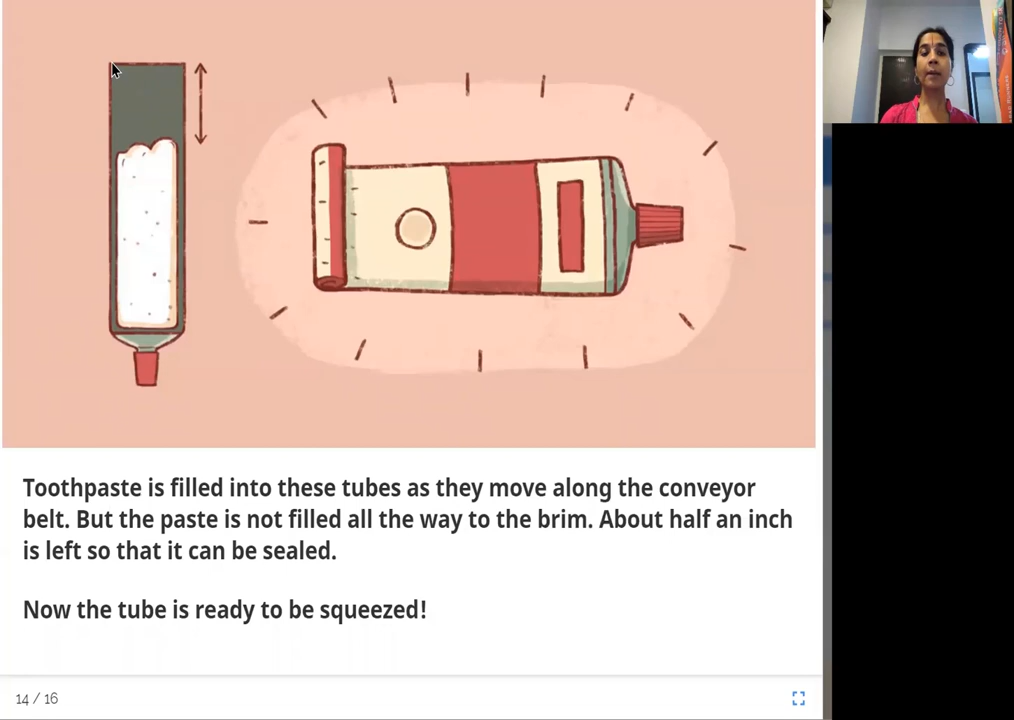 Toothpaste is filled into these tubes as they move along the conveyor
belt. But the paste is not filled all the way to the brim. About half an inch
is left so that it can be sealed.
Now the tube is ready to be squeezed!
14 / 16